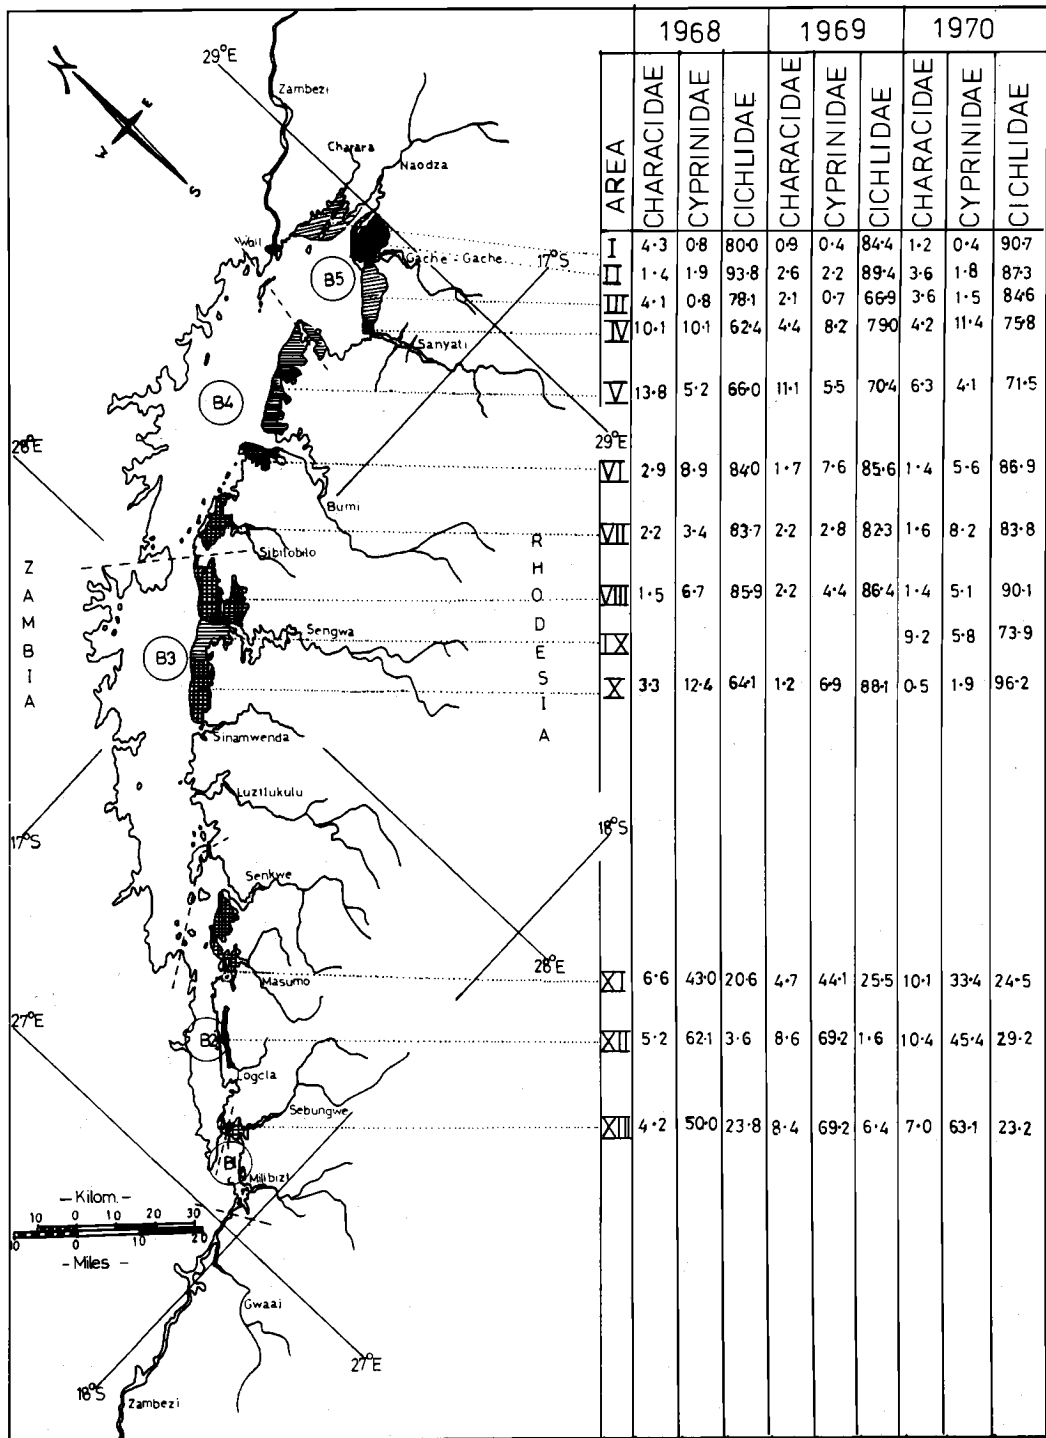 1968 1969 1970
AREA CHARACIDAE CYPRINIDAE CICHLIDAE CHARACIDAE CYPRINIDAE CICHLIDAE CHARACIDAE CYPRINIDAE CICHLIDAE
I 4·3 0·8 80·0 0·9 0·4 84·4 1·2 0·4 90·7
II 1·4 1·9 93·8 2·6 2·2 89·4 3·6 1·8 87·3
III 4·1 0·8 78·1 2·1 0·7 66·9 3·6 1·5 84·6
IV 10·1 10·1 62·4 4·4 8·2 79·0 4·2 11·4 75·8
V 13·8 5·2 66·0 11·1 5·5 70·4 6·3 4·1 71·5
VI 2·9 8·9 84·0 1·7 7·6 85·6 1·4 5·6 86·9
VII 2·2 3·4 83·7 2·2 2·8 82·3 1·6 8·2 83·8
VIII 1·5 6·7 85·9 2·2 4·4 86·4 1·4 5·1 90·1
IX 9·2 5·8 73·9
X 3·3 12·4 64·1 1·2 6·9 88·1 0·5 1·9 96·2
XI 6·6 43·0 20·6 4·7 44·1 25·5 10·1 33·4 24·5
XII 5·2 62·1 3·6 8·6 69·2 1·6 10·4 45·4 29·2
XIII 4·2 50·0 23·8 8·4 69·2 6·4 7·0 63·1 23·2
N
E
W
S
29°E
Zambezi
Charara
Naodza
Wall
Gache-Gache
17°S
B5
Sanyati
B4
29°E
28°E
Bumi
Sibilobilo
ZAMBIA
RHODESIA
Sengwa
B3
Sinamwenda
Luzilukulu
17°S
18°S
Senkwe
28°E
Masumo
27°E
B2
Sebungwe
B1
Milibizi
— Kilom. —
10 0 10 20 30
10 0 10 20
– Miles –
Gwaai
27°E
18°S
Zambezi